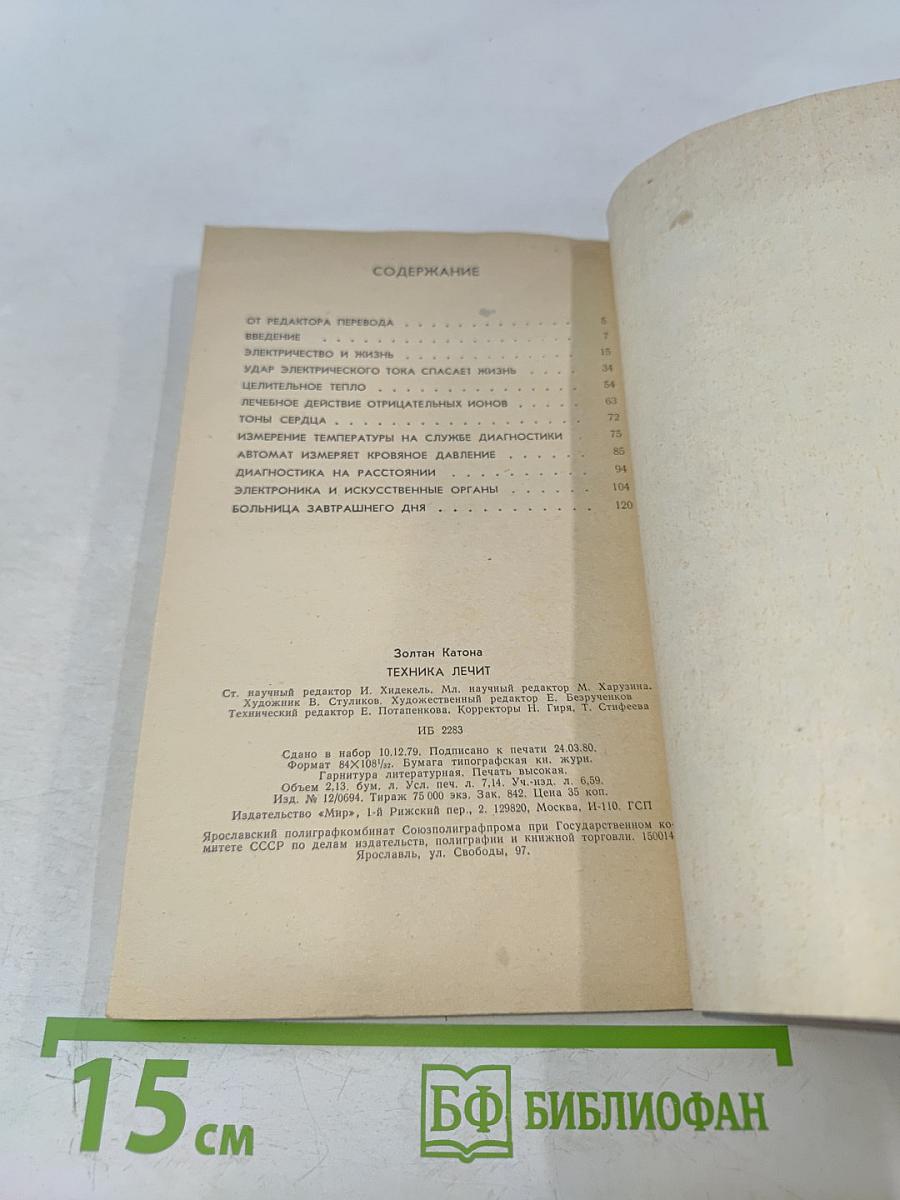 СОДЕРЖАНИЕ
ОТ РЕДАКТОРА ПЕРЕВОДА . . . . . . . . . . . 5
ВВЕДЕНИЕ . . . . . . . . . . . . . . . . 7
ЭЛЕКТРИЧЕСТВО И ЖИЗНЬ . . . . . . . . . . . 15
УДАР ЭЛЕКТРИЧЕСКОГО ТОКА СПАСАЕТ ЖИЗНЬ . . . . 34
ЦЕЛИТЕЛЬНОЕ ТЕПЛО . . . . . . . . . . . . . 54
ЛЕЧЕБНОЕ ДЕЙСТВИЕ ОТРИЦАТЕЛЬНЫХ ИОНОВ . . . . . 63
ТОНЫ СЕРДЦА . . . . . . . . . . . . . . . 72
ИЗМЕРЕНИЕ ТЕМПЕРАТУРЫ НА СЛУЖБЕ ДИАГНОСТИКИ . 75
АВТОМАТ ИЗМЕРЯЕТ КРОВЯНОЕ ДАВЛЕНИЕ . . . . . . 85
ДИАГНОСТИКА НА РАССТОЯНИИ . . . . . . . . . . 94
ЭЛЕКТРОНИКА И ИСКУССТВЕННЫЕ ОРГАНЫ . . . . . . 104
БОЛЬНИЦА ЗАВТРАШНЕГО ДНЯ . . . . . . . . . . . 120
Золтан Катона
ТЕХНИКА ЛЕЧИТ
Ст. научный редактор И. Хидекель. Мл. научный редактор М. Харузина.
Художник В. Стуликов. Художественный редактор Е. Безрученков
Технический редактор Е. Потапенкова. Корректоры Н. Гиря, Т. Стифеева
ИБ 2283
Сдано в набор 10.12.79. Подписано к печати 24.03.80.
Формат 84×108¹/₃₂. Бумага типографская кн. журн.
Гарнитура литературная. Печать высокая.
Объем 2,13. бум. л. Усл. печ. л. 7,14. Уч.-изд. л. 6,59.
Изд. № 12/0694. Тираж 75 000 экз. Зак. 842. Цена 35 коп.
Издательство «Мир», 1-й Рижский пер., 2. 129820, Москва, И-110. ГСП
Ярославский полиграфкомбинат Союзполиграфпрома при Государственном ко-
митете СССР по делам издательств, полиграфии и книжной торговли. 150014
Ярославль, ул. Свободы, 97.
15 см
БФ БИБЛИОФАН